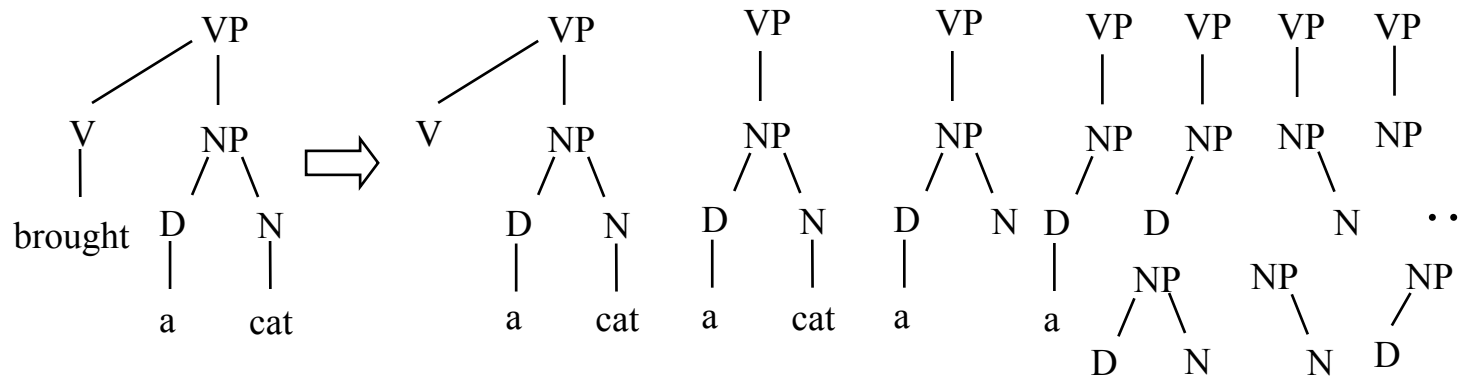 VP VP VP VP VP VP VP VP
V NP V NP NP NP NP NP NP NP
brought D N D N D N D N D D N ..
a cat a cat a cat a a NP NP NP
D N N D